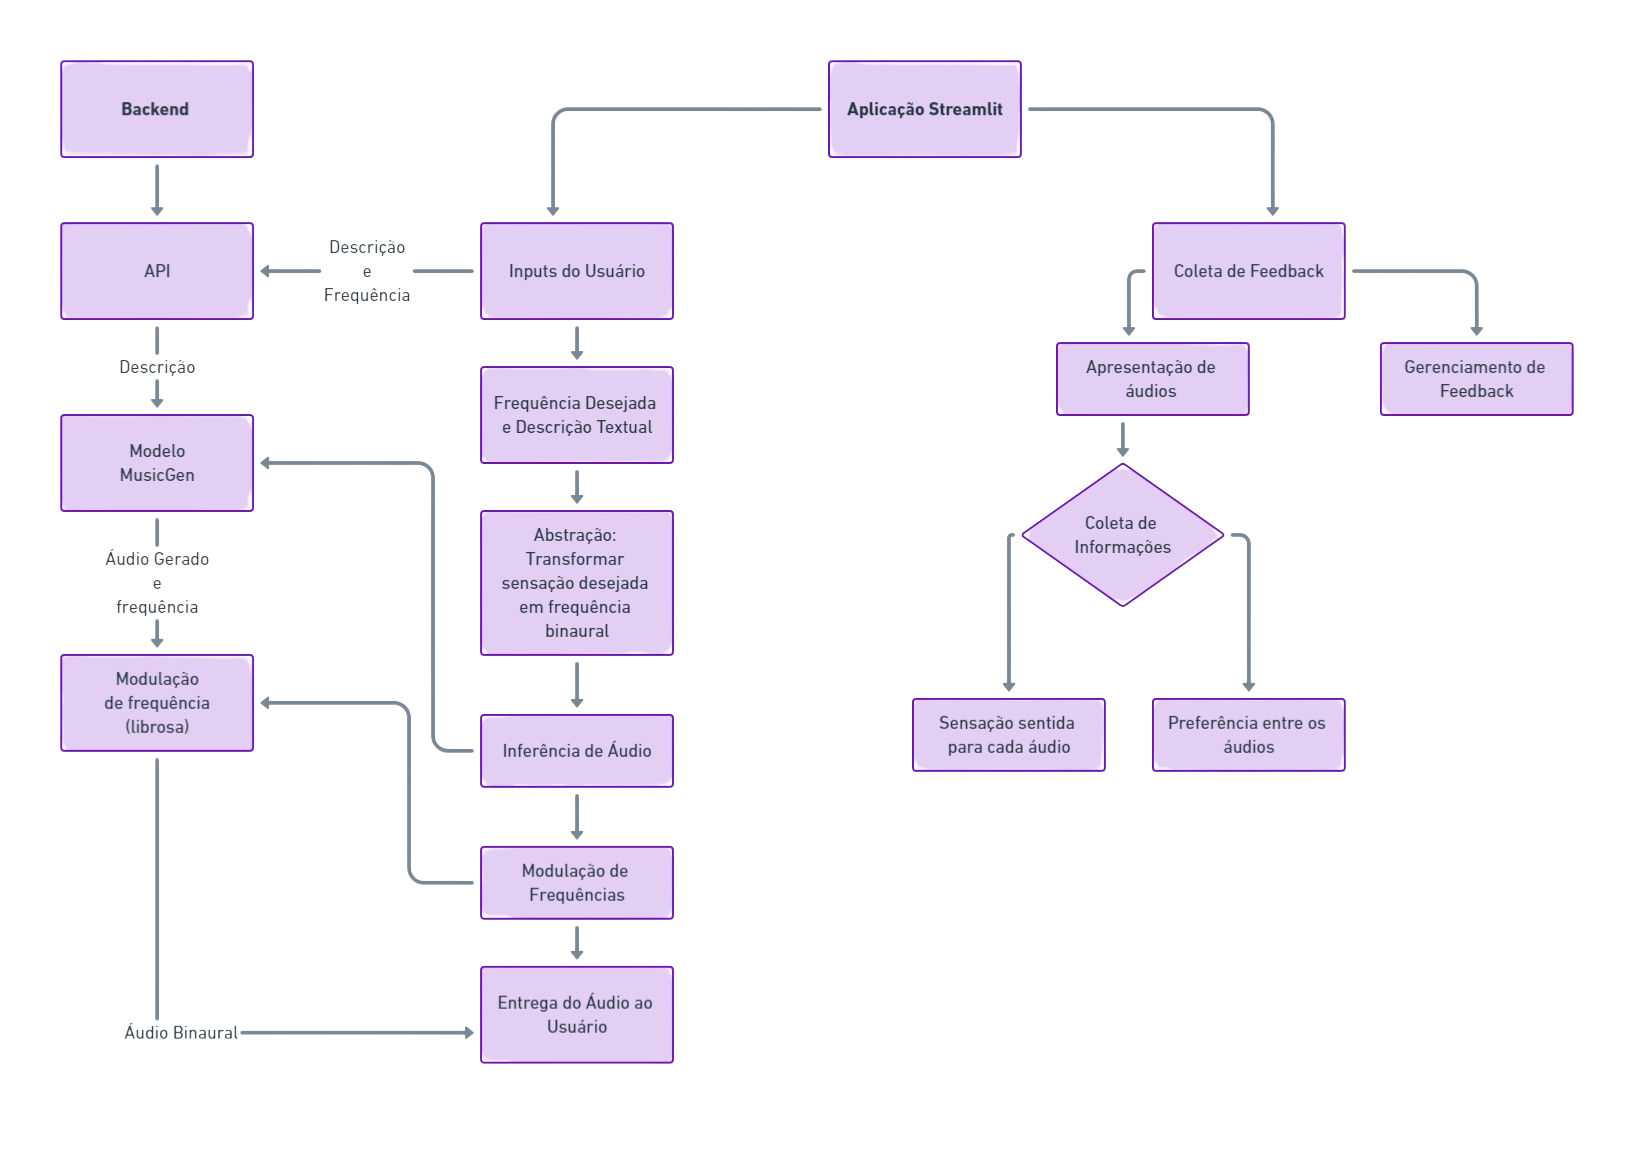 Backend
Aplicação Streamlit
API
Descrição
e
Frequência
Inputs do Usuário
Coleta de Feedback
Descrição
Frequência Desejada
e Descrição Textual
Apresentação de
áudios
Gerenciamento de
Feedback
Modelo
MusicGen
Coleta de
Informações
Áudio Gerado
e
frequência
Abstração:
Transformar
sensação desejada
em frequência
binaural
Modulação
de frequência
(librosa)
Inferência de Áudio
Sensação sentida
para cada áudio
Preferência entre os
áudios
Modulação de
Frequências
Entrega do Áudio ao
Usuário
Áudio Binaural